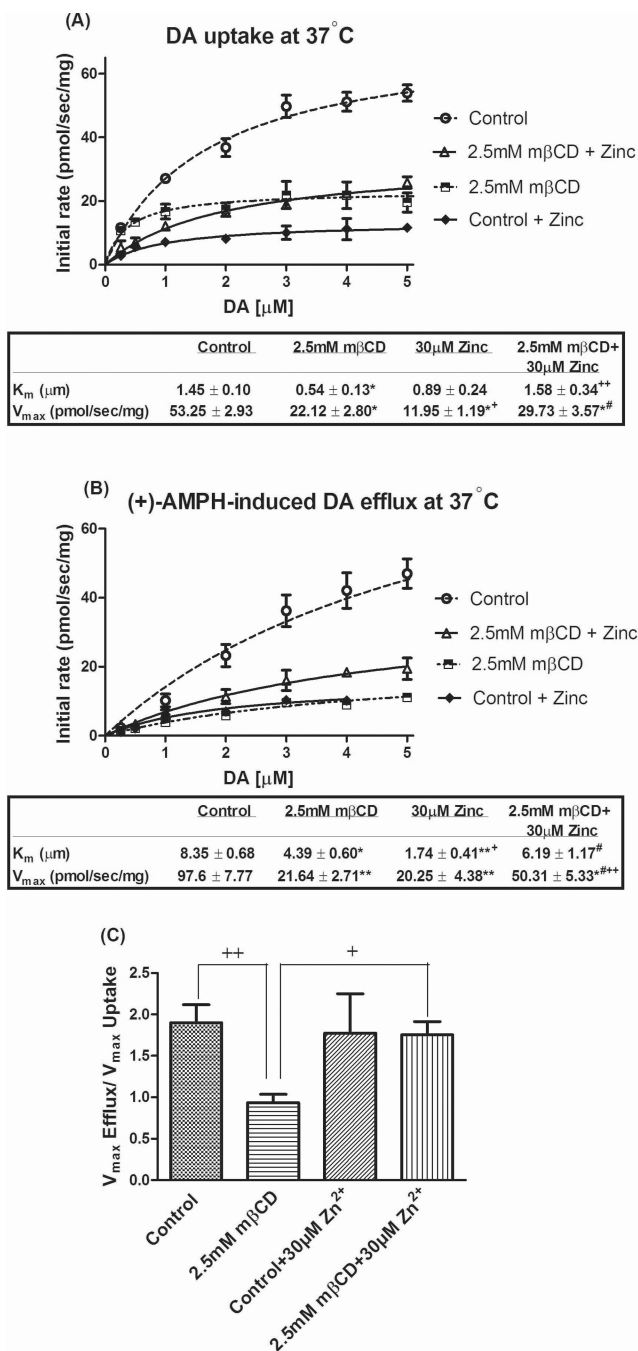 (A)
DA uptake at 37°C
Initial rate (pmol/sec/mg)
60
40
20
0
0 1 2 3 4 5
DA [μM]
Control
2.5mM mβCD + Zinc
2.5mM mβCD
Control + Zinc
Control 2.5mM mβCD 30μM Zinc 2.5mM mβCD+
30μM Zinc
Km (μm) 1.45 ± 0.10 0.54 ± 0.13* 0.89 ± 0.24 1.58 ± 0.34++
Vmax (pmol/sec/mg) 53.25 ± 2.93 22.12 ± 2.80* 11.95 ± 1.19*+ 29.73 ± 3.57*#
(B)
(+)-AMPH-induced DA efflux at 37°C
Initial rate (pmol/sec/mg)
60
40
20
0
0 1 2 3 4 5
DA [μM]
Control
2.5mM mβCD + Zinc
2.5mM mβCD
Control + Zinc
Control 2.5mM mβCD 30μM Zinc 2.5mM mβCD+
30μM Zinc
Km (μm) 8.35 ± 0.68 4.39 ± 0.60* 1.74 ± 0.41**+ 6.19 ± 1.17#
Vmax (pmol/sec/mg) 97.6 ± 7.77 21.64 ± 2.71** 20.25 ± 4.38** 50.31 ± 5.33*#++
(C)
++ +
Vmax Efflux/ Vmax Uptake
2.5
2.0
1.5
1.0
0.5
0.0
Control
2.5mM mβCD
Control+30μM Zn2+
2.5mM mβCD+30μM Zn2+